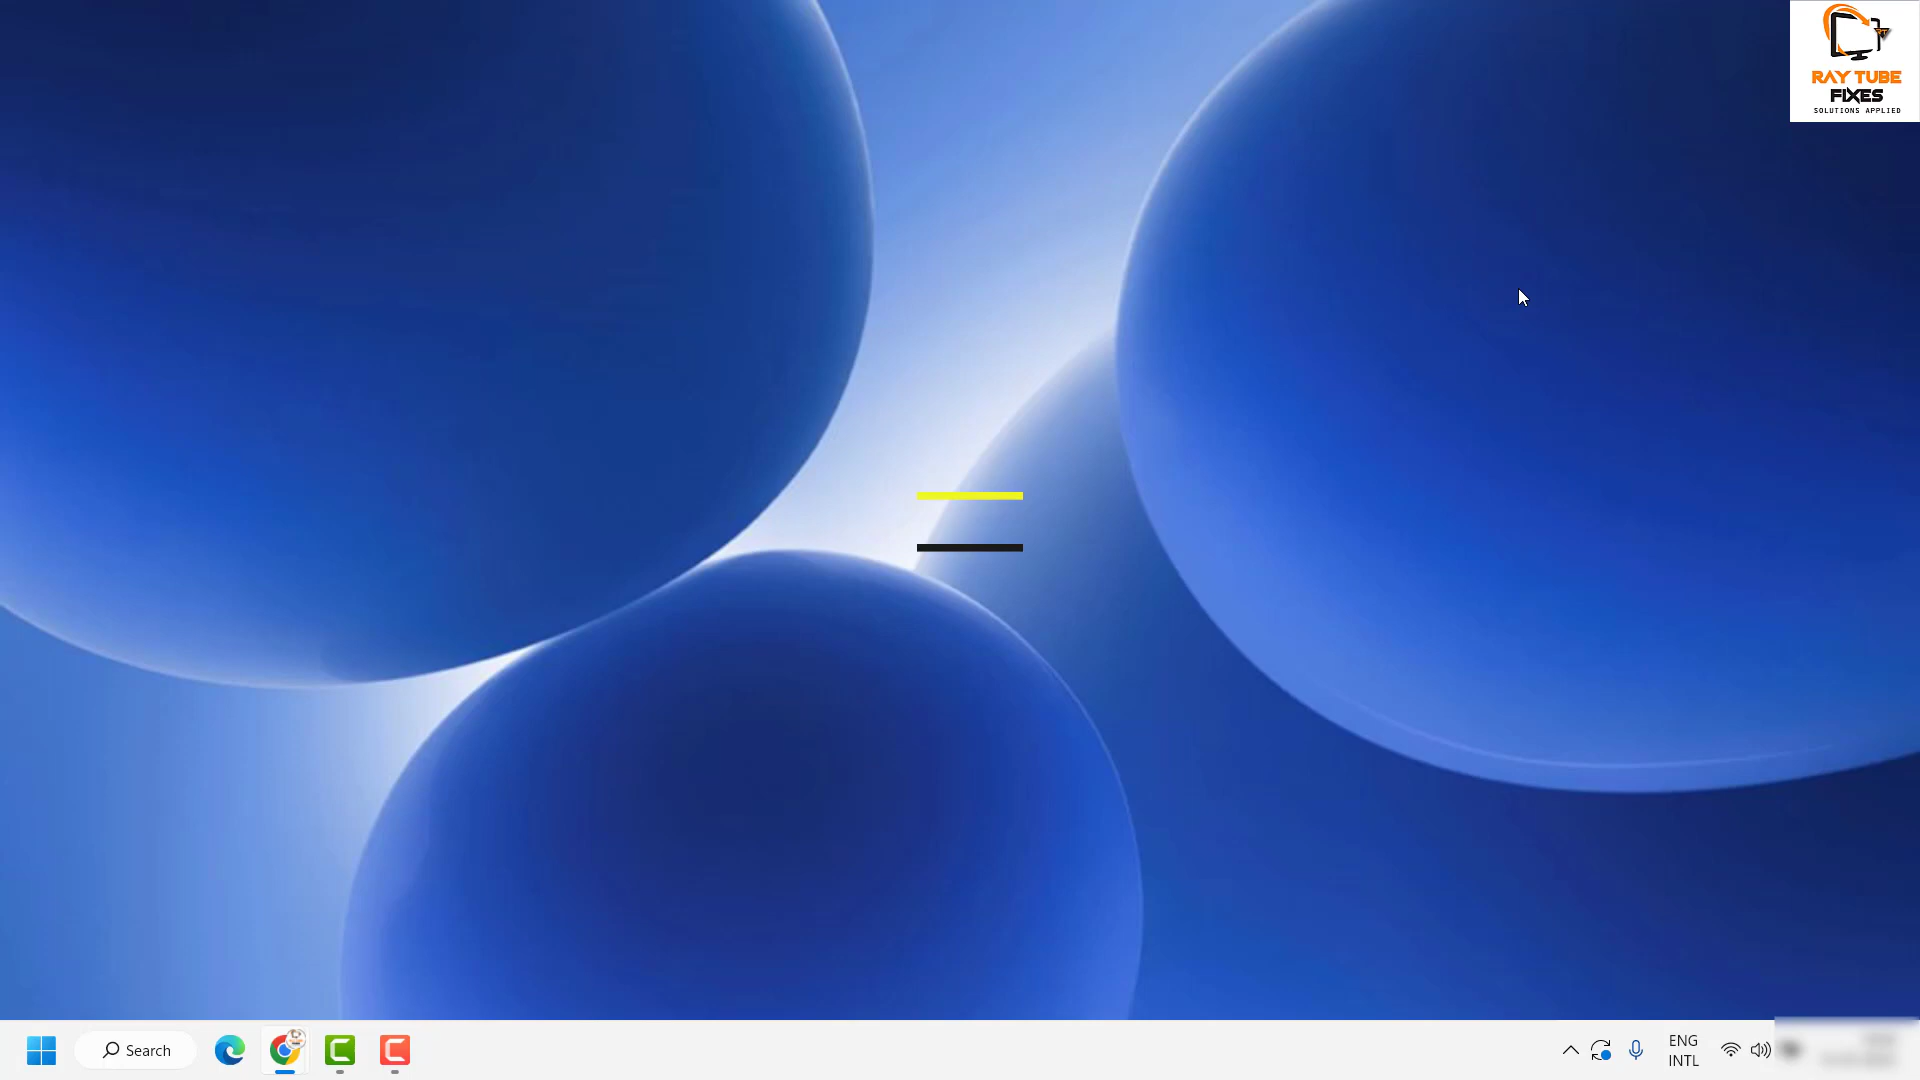 RAY TUBE
FIXES
SOLUTIONS APPLIED
Search
ENG
INTL